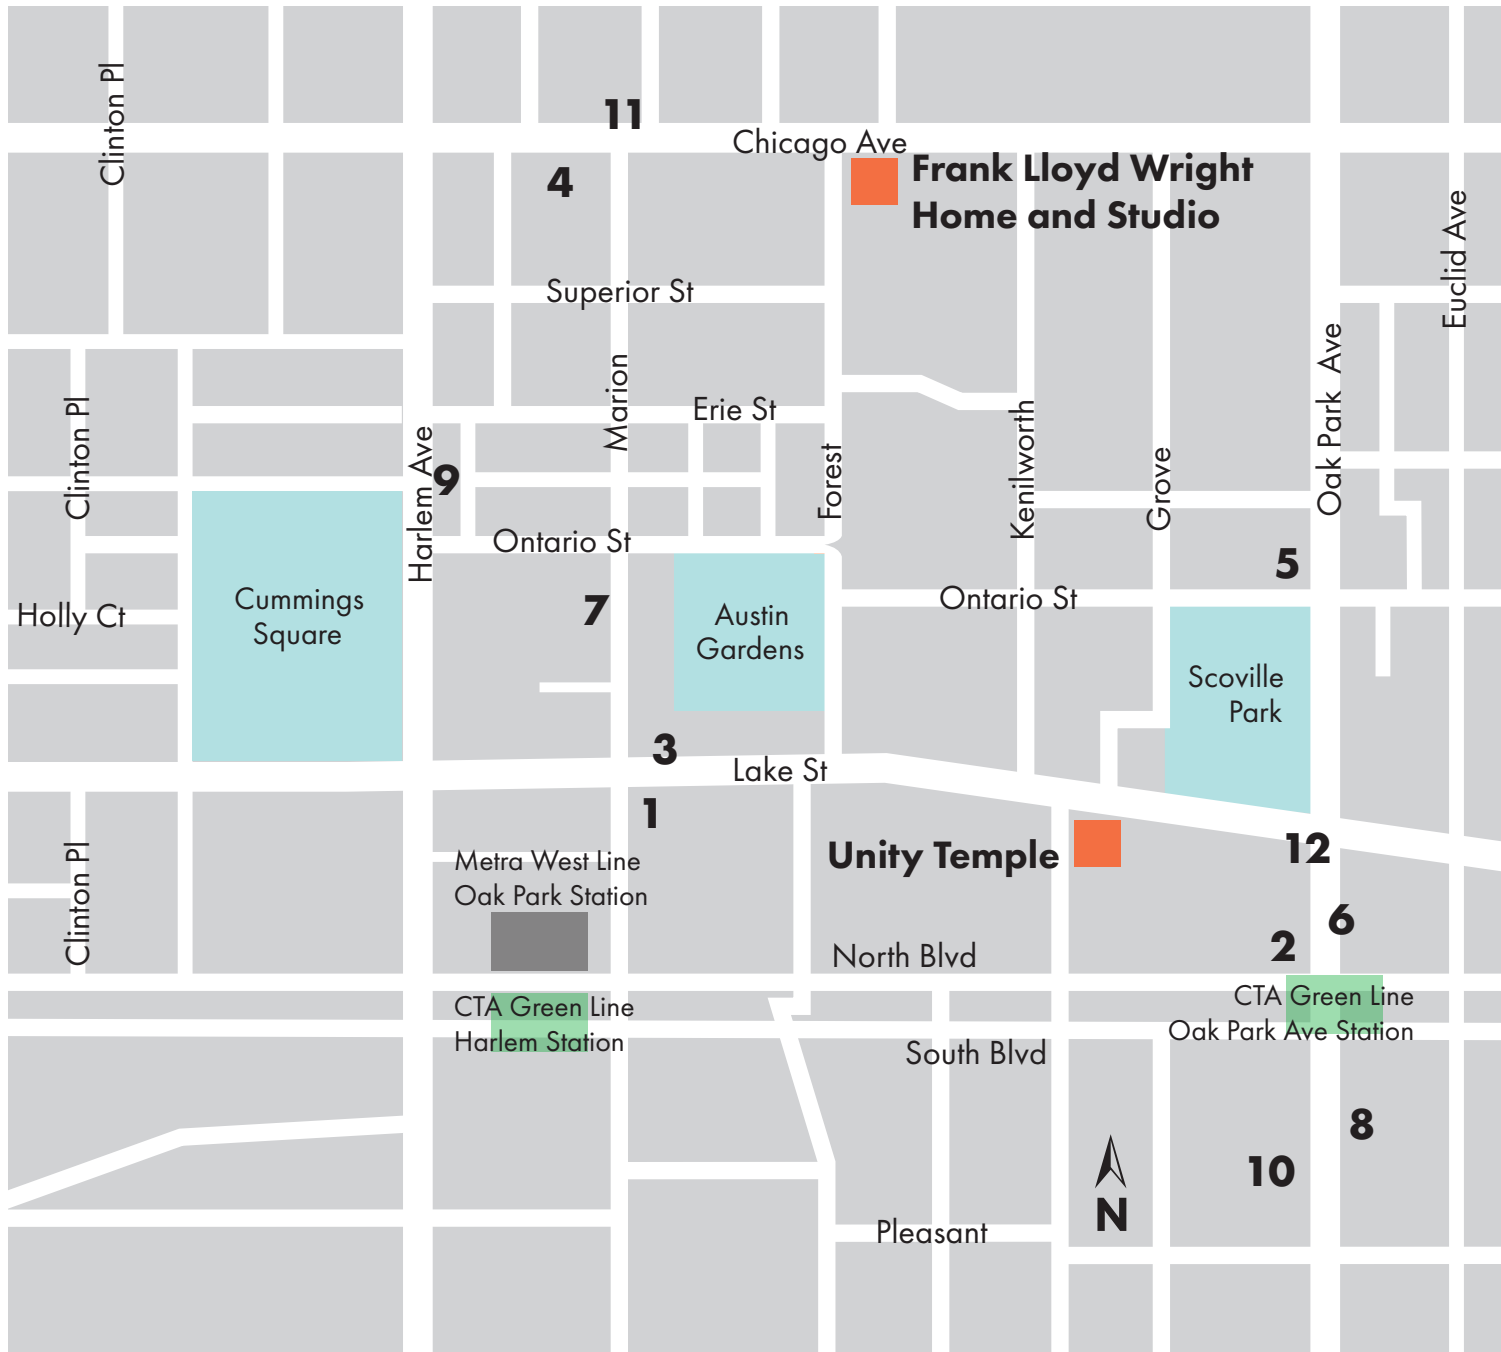 Clinton Pl
11
Chicago Ave
4
Frank Lloyd Wright
Home and Studio
Euclid Ave
Superior St
Oak Park Ave
Marion
Erie St
Clinton Pl
Harlem Ave
9
Forest
Kenilworth
Grove
Ontario St
5
Cummings
Square
Holly Ct
7
Austin
Gardens
Ontario St
Scoville
Park
3
Lake St
1
Unity Temple
12
Metra West Line
Oak Park Station
Clinton Pl
6
2
North Blvd
CTA Green Line
Oak Park Ave Station
CTA Green Line
Harlem Station
South Blvd
8
10
N
Pleasant